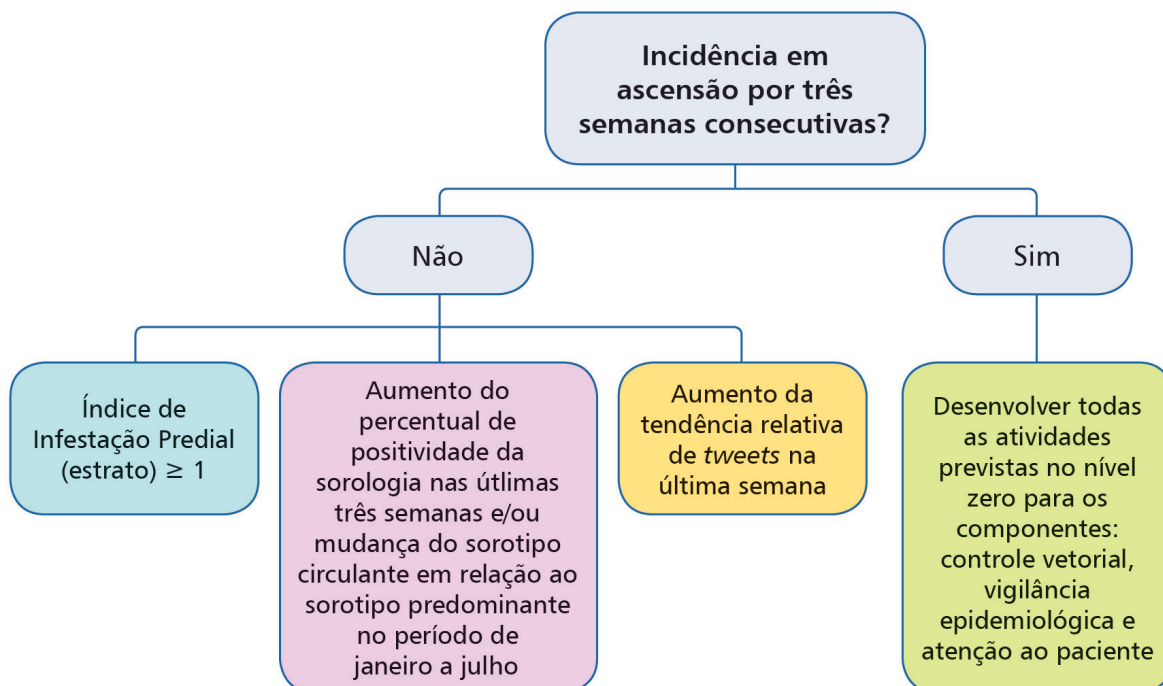 Incidência em
ascensão por três
semanas consecutivas?
Não
Sim
Índice de
Infestação Predial
(estrato) ≥ 1
Aumento do
percentual de
positividade da
sorologia nas útlimas
três semanas e/ou
mudança do sorotipo
circulante em relação ao
sorotipo predominante
no período de
janeiro a julho
Aumento da
tendência relativa
de tweets na
última semana
Desenvolver todas
as atividades
previstas no nível
zero para os
componentes:
controle vetorial,
vigilância
epidemiológica e
atenção ao paciente